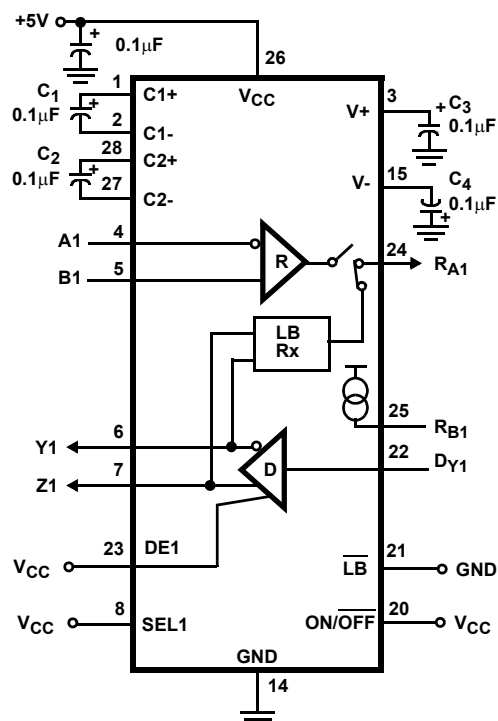 +5V
+
0.1µF
26
1
C1+
VCC
3
V+
C1
0.1µF
+
2
C1-
+
C3
0.1µF
28
C2+
C2
0.1µF
+
27
C2-
15
V-
C4
0.1µF
+
A1
4
R
24
RA1
B1
5
LB
Rx
25
RB1
Y1
6
22
DY1
Z1
7
D
VCC
23
DE1
21
LB
GND
VCC
8
SEL1
20
ON/OFF
VCC
GND
14